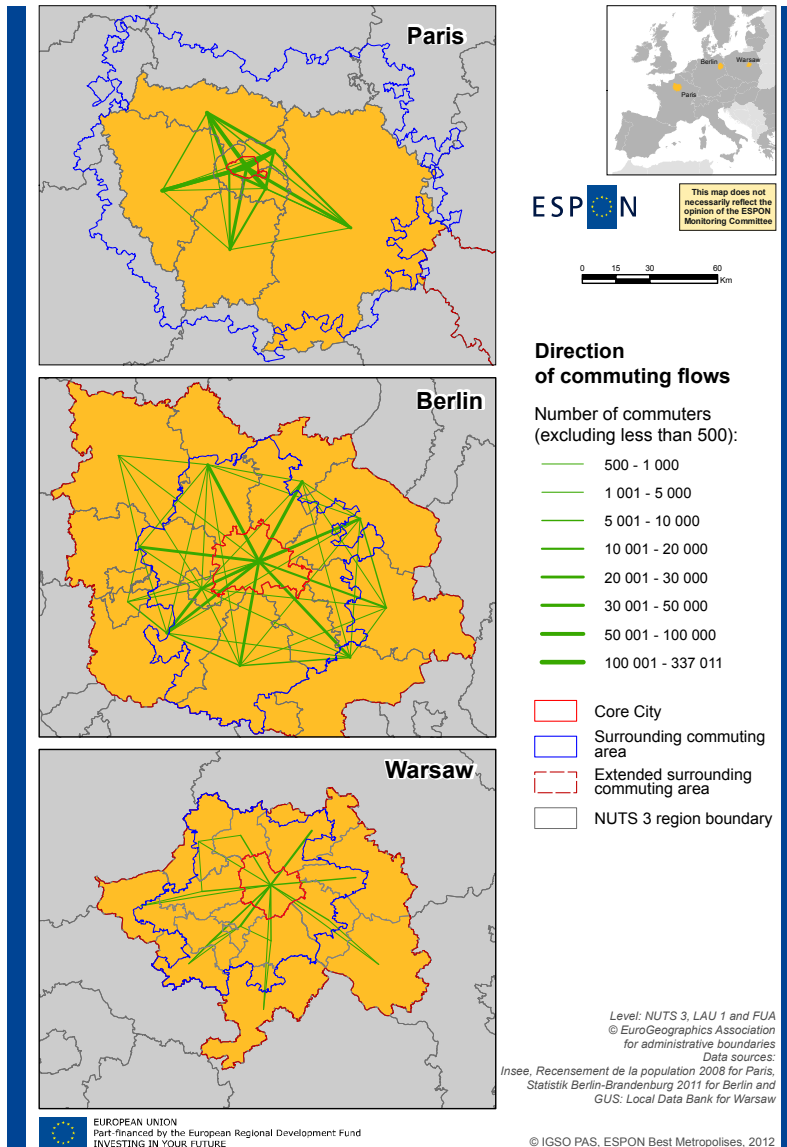 Paris
Berlin
Warsaw
Paris
ESPON
This map does not
necessarily reflect the
opinion of the ESPON
Monitoring Committee
0 15 30 60
Km
Direction
of commuting flows
Number of commuters
(excluding less than 500):
500 - 1 000
1 001 - 5 000
5 001 - 10 000
10 001 - 20 000
20 001 - 30 000
30 001 - 50 000
50 001 - 100 000
100 001 - 337 011
Core City
Surrounding commuting
area
Extended surrounding
commuting area
NUTS 3 region boundary
Berlin
Warsaw
Level: NUTS 3, LAU 1 and FUA
© EuroGeographics Association
for administrative boundaries
Data sources:
Insee, Recensement de la population 2008 for Paris,
Statistik Berlin-Brandenburg 2011 for Berlin and
GUS: Local Data Bank for Warsaw
EUROPEAN UNION
Part-financed by the European Regional Development Fund
INVESTING IN YOUR FUTURE
© IGSO PAS, ESPON Best Metropolises, 2012